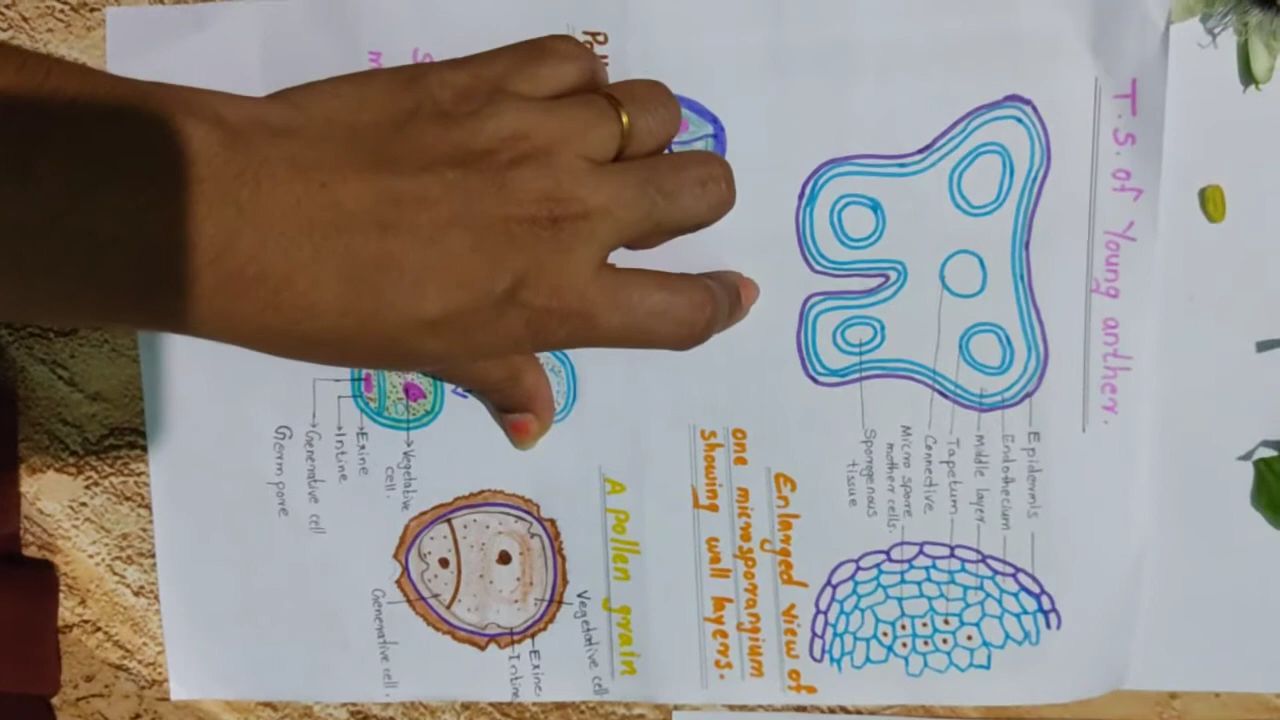 T.S. of Young anther.
Epidermis
Endothecium
Middle layer
Tapetum
Connective
Micro spore
mother cells.
Sporogenous
tissue
Enlarged view of
one microsporangium
showing wall layers.
A pollen grain
Vegetative cell
Exine
Intine
Generative cell.
Vegetative
cell.
Exine
Intine
Generative cell
Germ pore